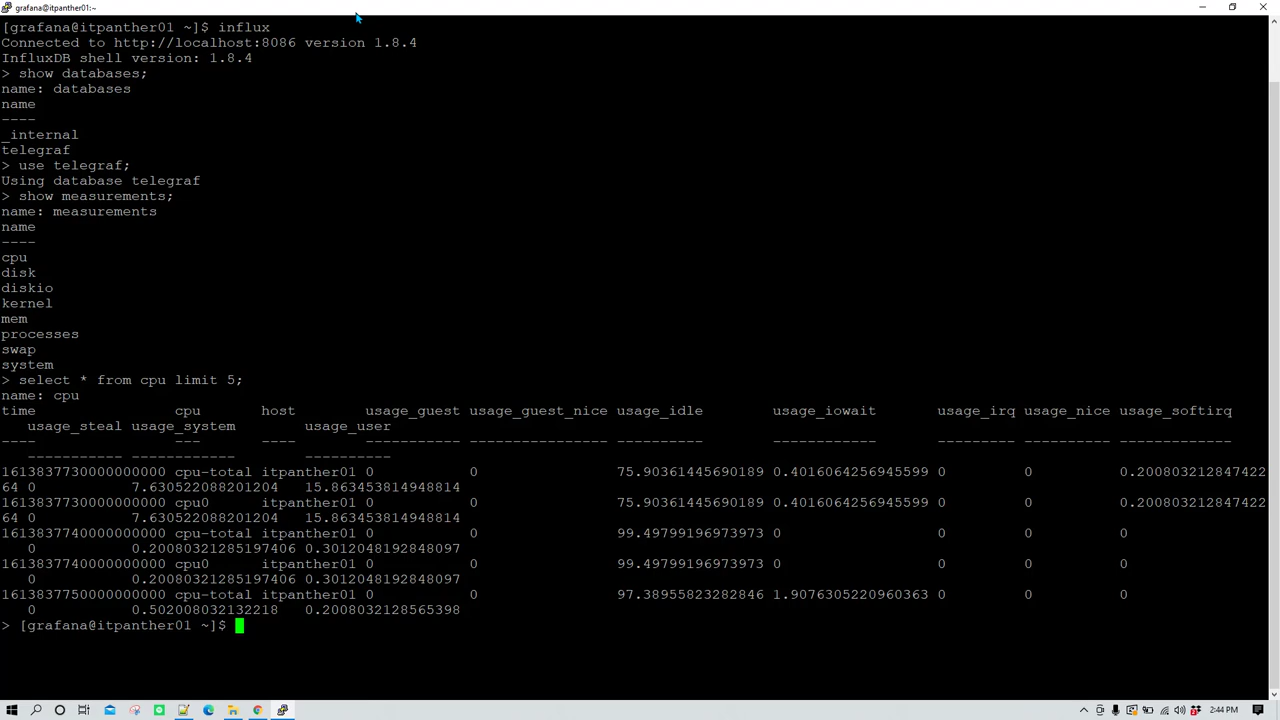 grafana@itpanther01:~
[grafana@itpanther01 ~]$ influx
Connected to http://localhost:8086 version 1.8.4
InfluxDB shell version: 1.8.4
> show databases;
name: databases
name
----
_internal
telegraf
> use telegraf;
Using database telegraf
> show measurements;
name: measurements
name
----
cpu
disk
diskio
kernel
mem
processes
swap
system
> select * from cpu limit 5;
name: cpu
time                cpu       host        usage_guest usage_guest_nice usage_idle        usage_iowait       usage_irq usage_nice usage_softirq
   usage_steal usage_system        usage_user
----                ---       ----        ----------- ---------------- ----------        ------------       --------- ---------- -------------
   ----------- ------------        ----------
1613837730000000000 cpu-total itpanther01 0           0                75.90361445690189 0.4016064256945599 0         0          0.200803212847422
64 0           7.630522088201204   15.863453814948814
1613837730000000000 cpu0      itpanther01 0           0                75.90361445690189 0.4016064256945599 0         0          0.200803212847422
64 0           7.630522088201204   15.863453814948814
1613837740000000000 cpu-total itpanther01 0           0                99.49799196973973 0                  0         0          0
   0           0.20080321285197406 0.3012048192848097
1613837740000000000 cpu0      itpanther01 0           0                99.49799196973973 0                  0         0          0
   0           0.20080321285197406 0.3012048192848097
1613837750000000000 cpu-total itpanther01 0           0                97.38955823282846 1.9076305220960363 0         0          0
   0           0.502008032132218   0.2008032128565398
> [grafana@itpanther01 ~]$
2:44 PM